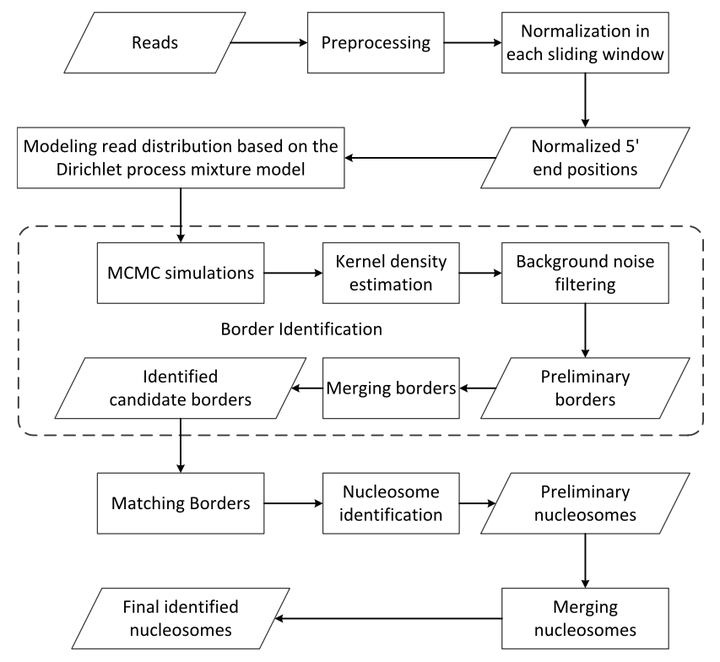 Reads
Preprocessing
Normalization in
each sliding window
Modeling read distribution based on the
Dirichlet process mixture model
Normalized 5'
end positions
MCMC simulations
Kernel density
estimation
Background noise
filtering
Border Identification
Identified
candidate borders
Merging borders
Preliminary
borders
Matching Borders
Nucleosome
identification
Preliminary
nucleosomes
Final identified
nucleosomes
Merging
nucleosomes